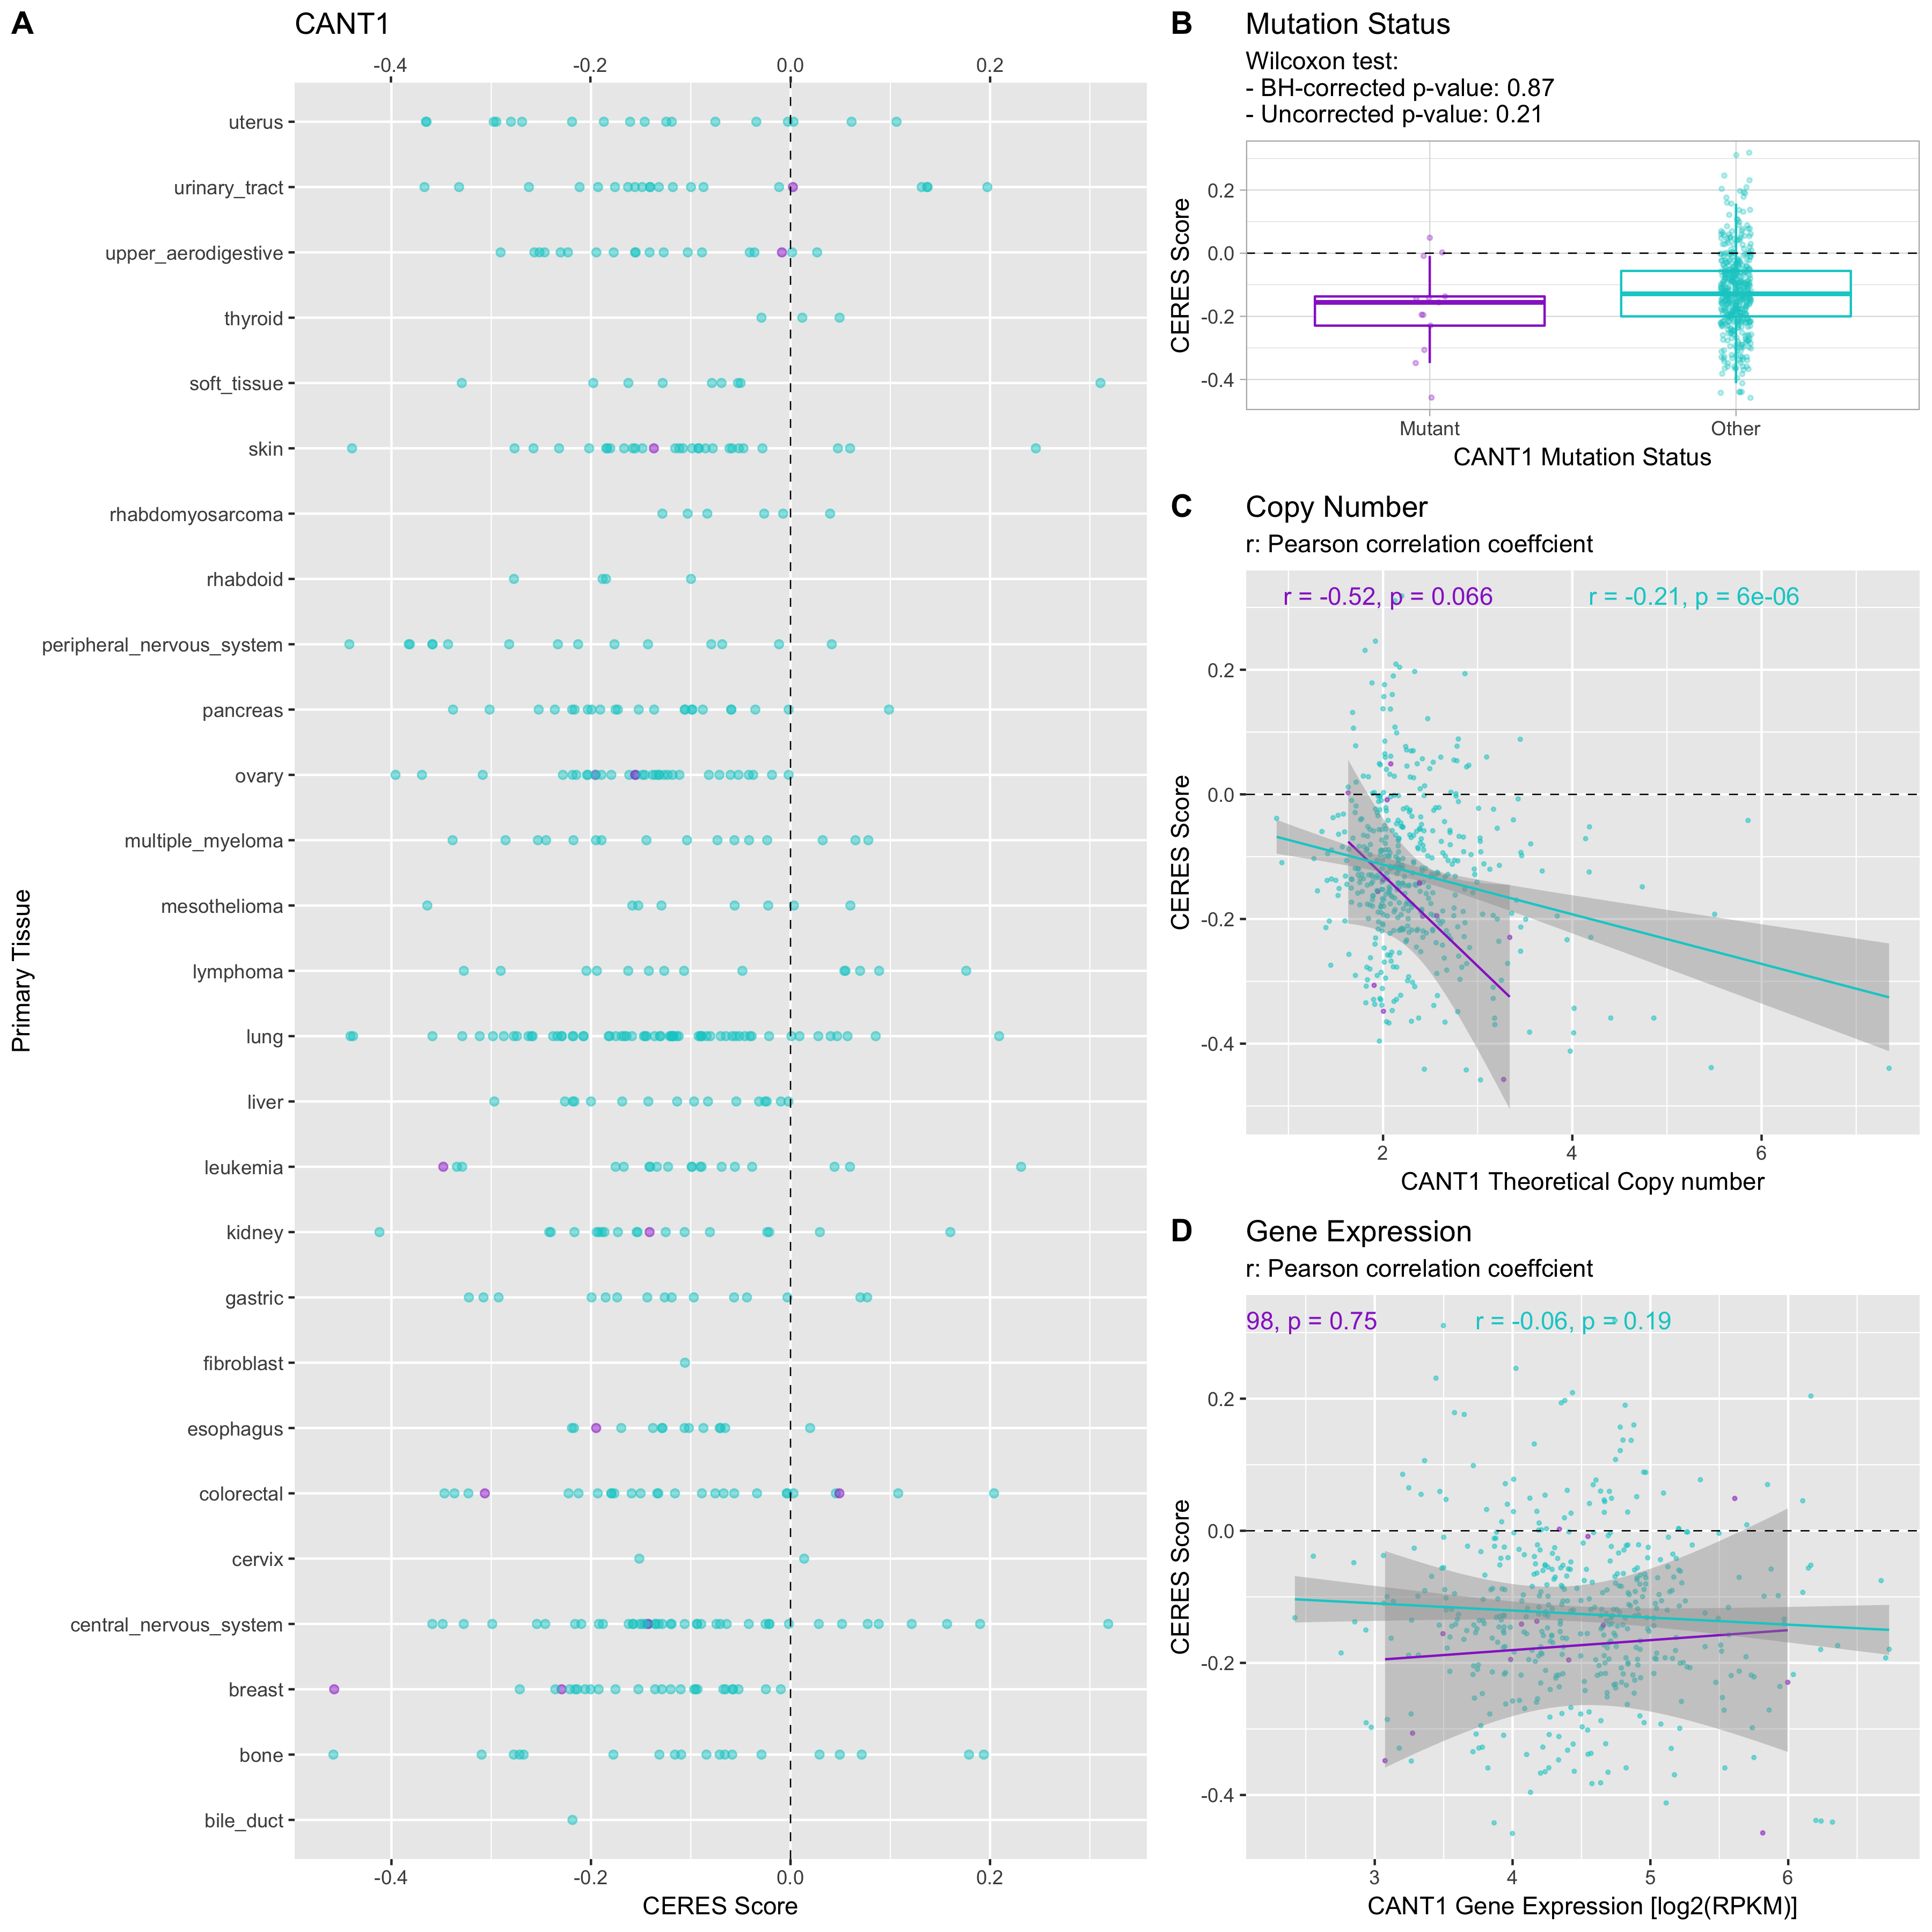 A
CANT1
-0.4 -0.2 0.0 0.2
uterus
urinary_tract
upper_aerodigestive
thyroid
soft_tissue
skin
rhabdomyosarcoma
rhabdoid
peripheral_nervous_system
pancreas
ovary
multiple_myeloma
mesothelioma
lymphoma
lung
liver
leukemia
kidney
gastric
fibroblast
esophagus
colorectal
cervix
central_nervous_system
breast
bone
bile_duct
Primary Tissue
-0.4 -0.2 0.0 0.2
CERES Score
B
Mutation Status
Wilcoxon test:
- BH-corrected p-value: 0.87
- Uncorrected p-value: 0.21
0.2
0.0
-0.2
-0.4
CERES Score
Mutant Other
CANT1 Mutation Status
C
Copy Number
r: Pearson correlation coeffcient
r = -0.52, p = 0.066 r = -0.21, p = 6e-06
0.2
0.0
-0.2
-0.4
CERES Score
2 4 6
CANT1 Theoretical Copy number
D
Gene Expression
r: Pearson correlation coeffcient
98, p = 0.75 r = -0.06, p = 0.19
0.2
0.0
-0.2
-0.4
CERES Score
3 4 5 6
CANT1 Gene Expression [log2(RPKM)]